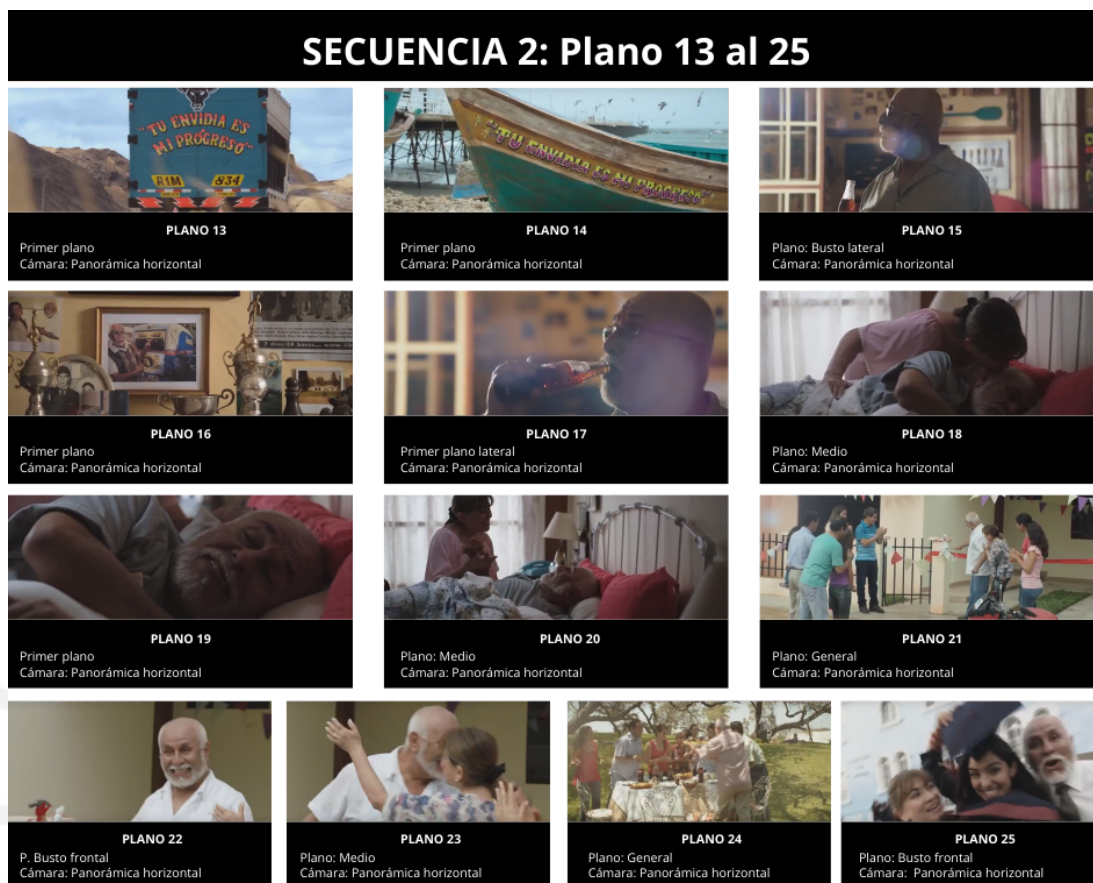 SECUENCIA 2: Plano 13 al 25
"TU ENVIDIA ES
MI PROGRESO"
R1M 834
"TU ENVIDIA ES MI PROGRESO"
PLANO 13
Primer plano
Cámara: Panorámica horizontal
PLANO 14
Primer plano
Cámara: Panorámica horizontal
PLANO 15
Plano: Busto lateral
Cámara: Panorámica horizontal
PLANO 16
Primer plano
Cámara: Panorámica horizontal
PLANO 17
Primer plano lateral
Cámara: Panorámica horizontal
PLANO 18
Plano: Medio
Cámara: Panorámica horizontal
PLANO 19
Primer plano
Cámara: Panorámica horizontal
PLANO 20
Plano: Medio
Cámara: Panorámica horizontal
PLANO 21
Plano: General
Cámara: Panorámica horizontal
PLANO 22
P. Busto frontal
Cámara: Panorámica horizontal
PLANO 23
Plano: Medio
Cámara: Panorámica horizontal
PLANO 24
Plano: General
Cámara: Panorámica horizontal
PLANO 25
Plano: Busto frontal
Cámara: Panorámica horizontal